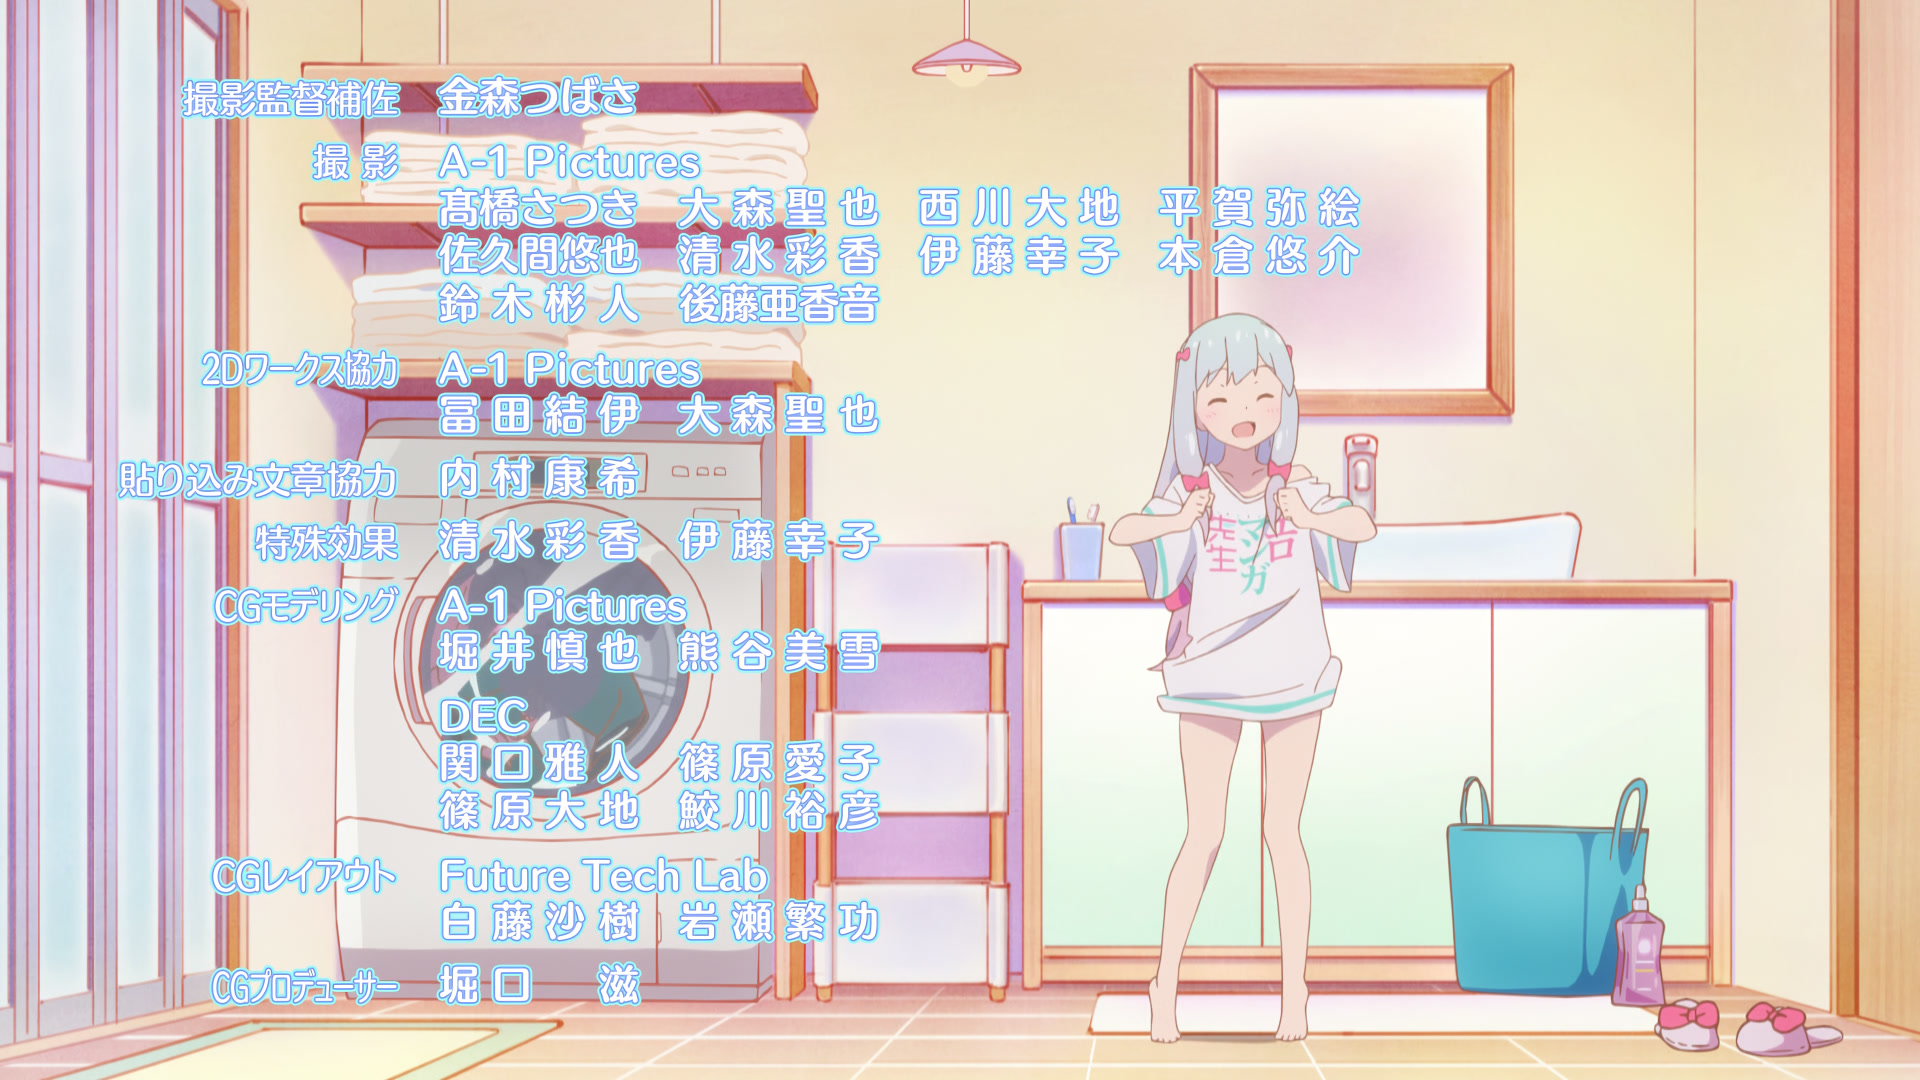 撮影監督補佐 金森つばさ
撮影 A-1 Pictures
髙橋さつき 大森聖也 西川大地 平賀弥絵
佐久間悠也 清水彩香 伊藤幸子 本倉悠介
鈴木彬人 後藤亜香音
2Dワークス協力 A-1 Pictures
冨田結伊 大森聖也
貼り込み文章協力 内村康希
特殊効果 清水彩香 伊藤幸子
CGモデリング A-1 Pictures
堀井慎也 熊谷美雪
DEC
関口雅人 篠原愛子
篠原大地 鮫川裕彦
CGレイアウト Future Tech Lab
白藤沙樹 岩瀬繁功
CGプロデューサー 堀口 滋
マンガ
先生